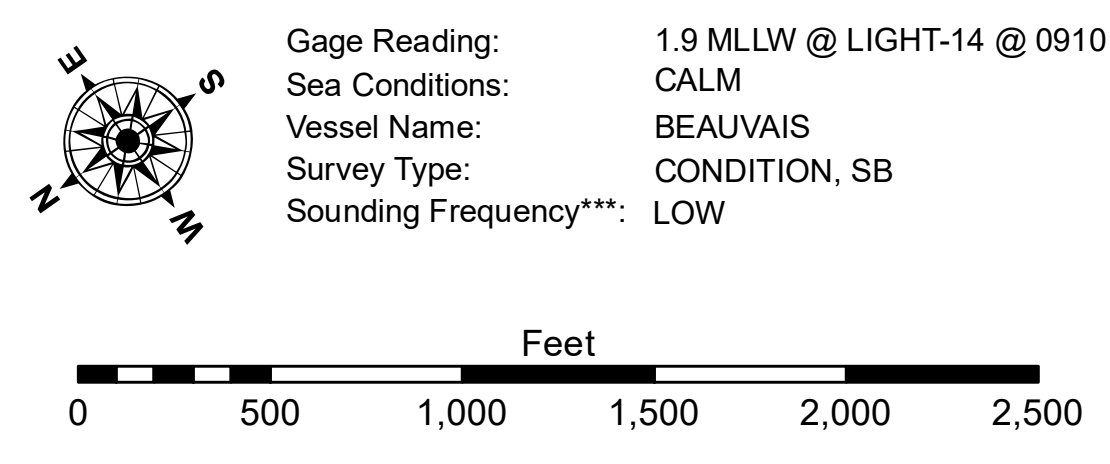 E
S
N
W
Gage Reading: 1.9 MLLW @ LIGHT-14 @ 0910
Sea Conditions: CALM
Vessel Name: BEAUVAIS
Survey Type: CONDITION, SB
Sounding Frequency***: LOW
Feet
0 500 1,000 1,500 2,000 2,500